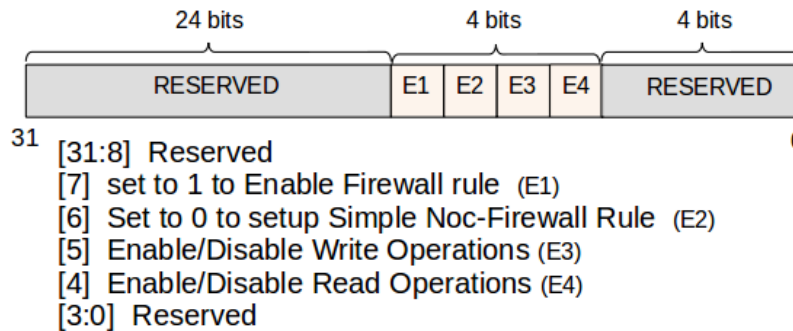 24 bits 4 bits 4 bits
RESERVED E1 E2 E3 E4 RESERVED
31
[31:8] Reserved
[7] set to 1 to Enable Firewall rule (E1)
[6] Set to 0 to setup Simple Noc-Firewall Rule (E2)
[5] Enable/Disable Write Operations (E3)
[4] Enable/Disable Read Operations (E4)
[3:0] Reserved